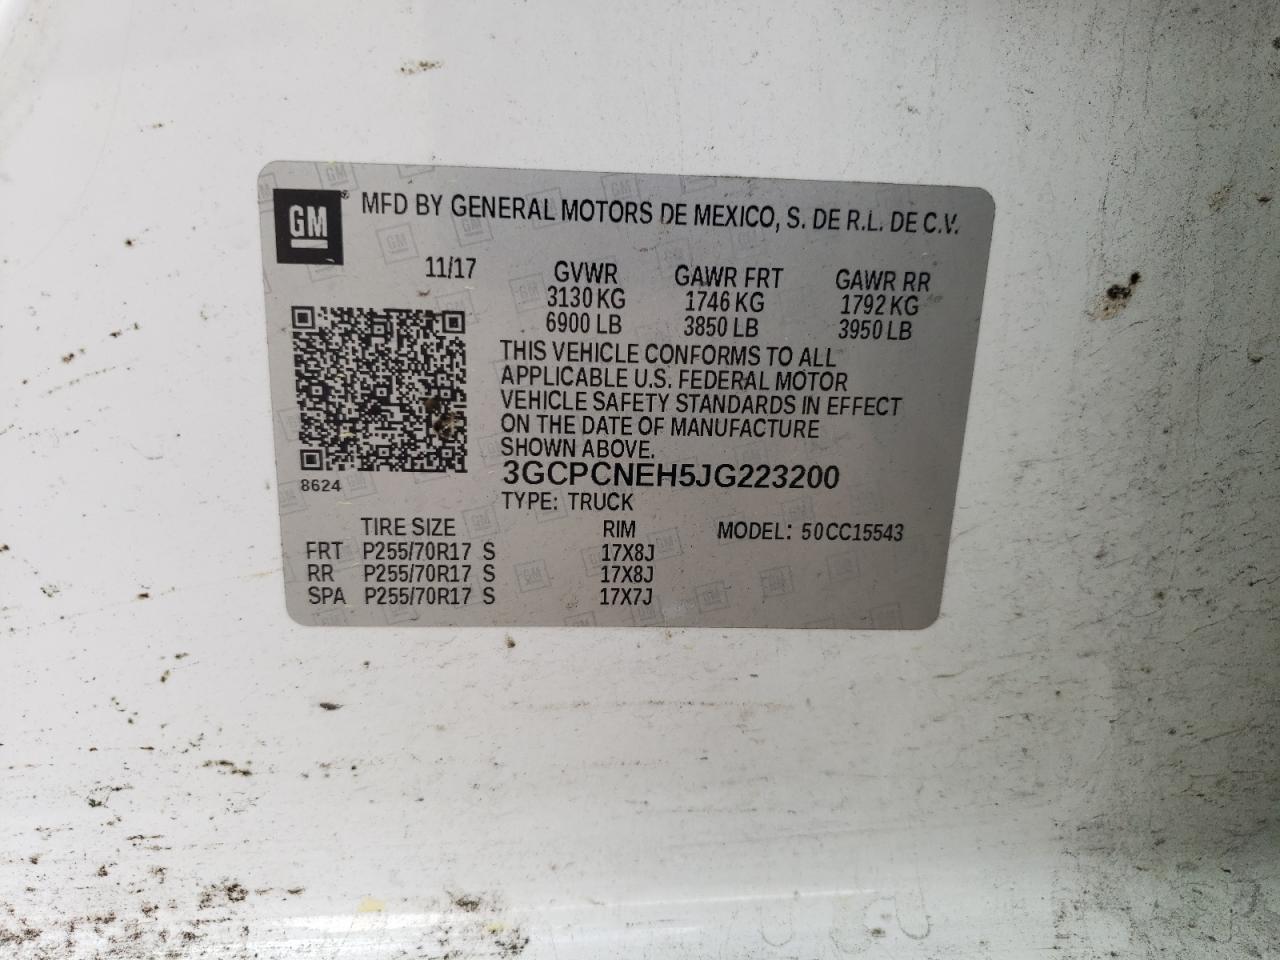 GM® MFD BY GENERAL MOTORS DE MEXICO, S. DE R.L. DE C.V.
11/17 GVWR GAWR FRT GAWR RR
3130 KG 1746 KG 1792 KG
6900 LB 3850 LB 3950 LB
THIS VEHICLE CONFORMS TO ALL
APPLICABLE U.S. FEDERAL MOTOR
VEHICLE SAFETY STANDARDS IN EFFECT
ON THE DATE OF MANUFACTURE
SHOWN ABOVE.
3GCPCNEH5JG223200
8624
TYPE: TRUCK
TIRE SIZE RIM MODEL: 50CC15543
FRT P255/70R17 S 17X8J
RR P255/70R17 S 17X8J
SPA P255/70R17 S 17X7J